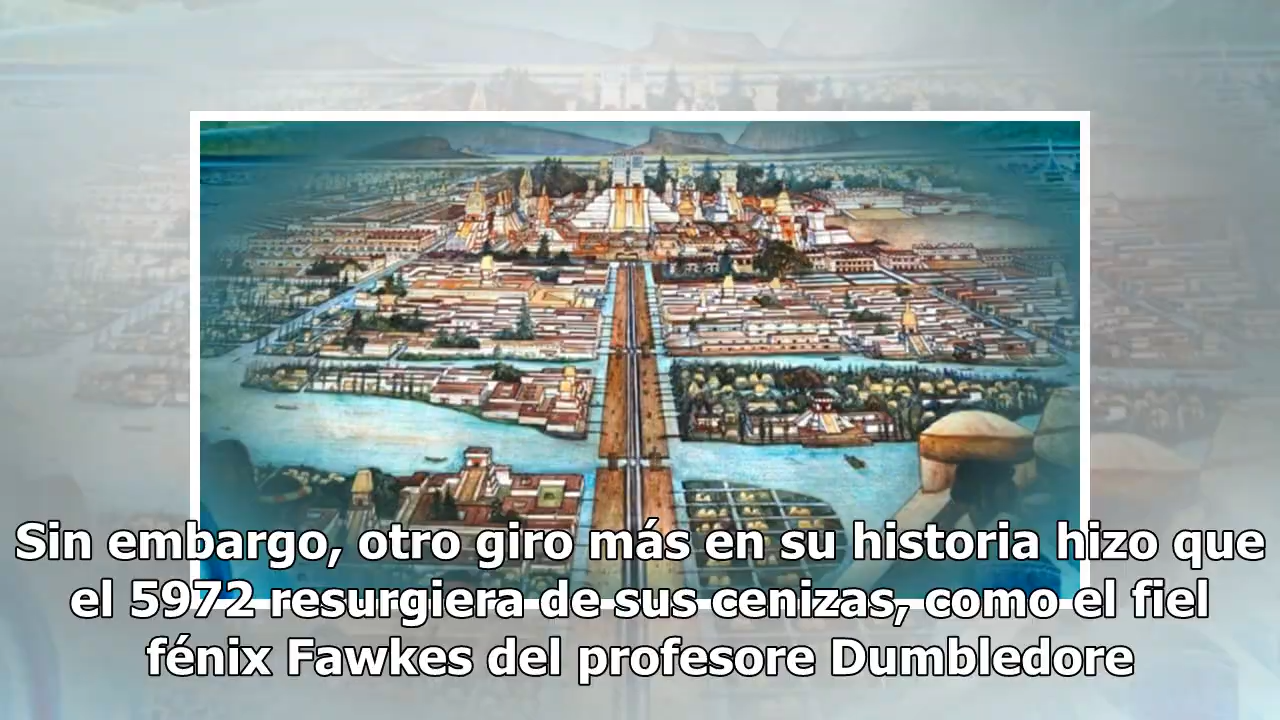 Sin embargo, otro giro más en su historia hizo que
el 5972 resurgiera de sus cenizas, como el fiel
fénix Fawkes del profesore Dumbledore